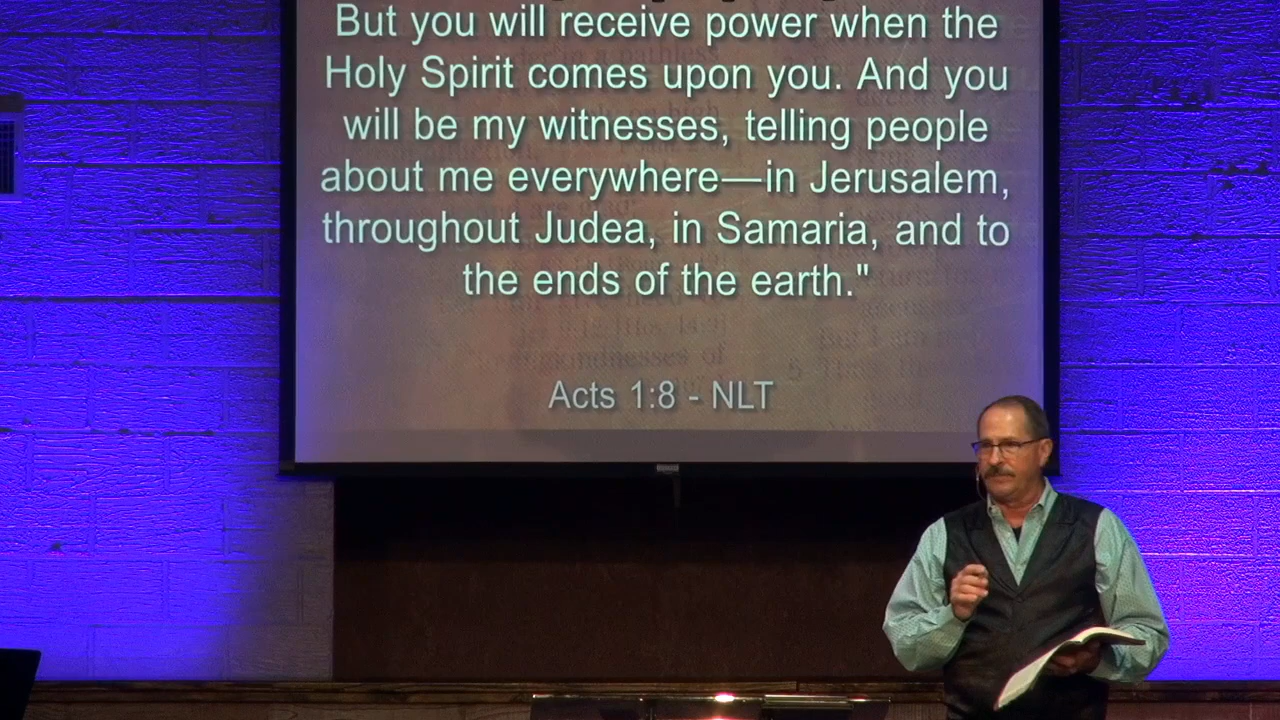 But you will receive power when the
Holy Spirit comes upon you. And you
will be my witnesses, telling people
about me everywhere—in Jerusalem,
throughout Judea, in Samaria, and to
the ends of the earth."
Acts 1:8 - NLT